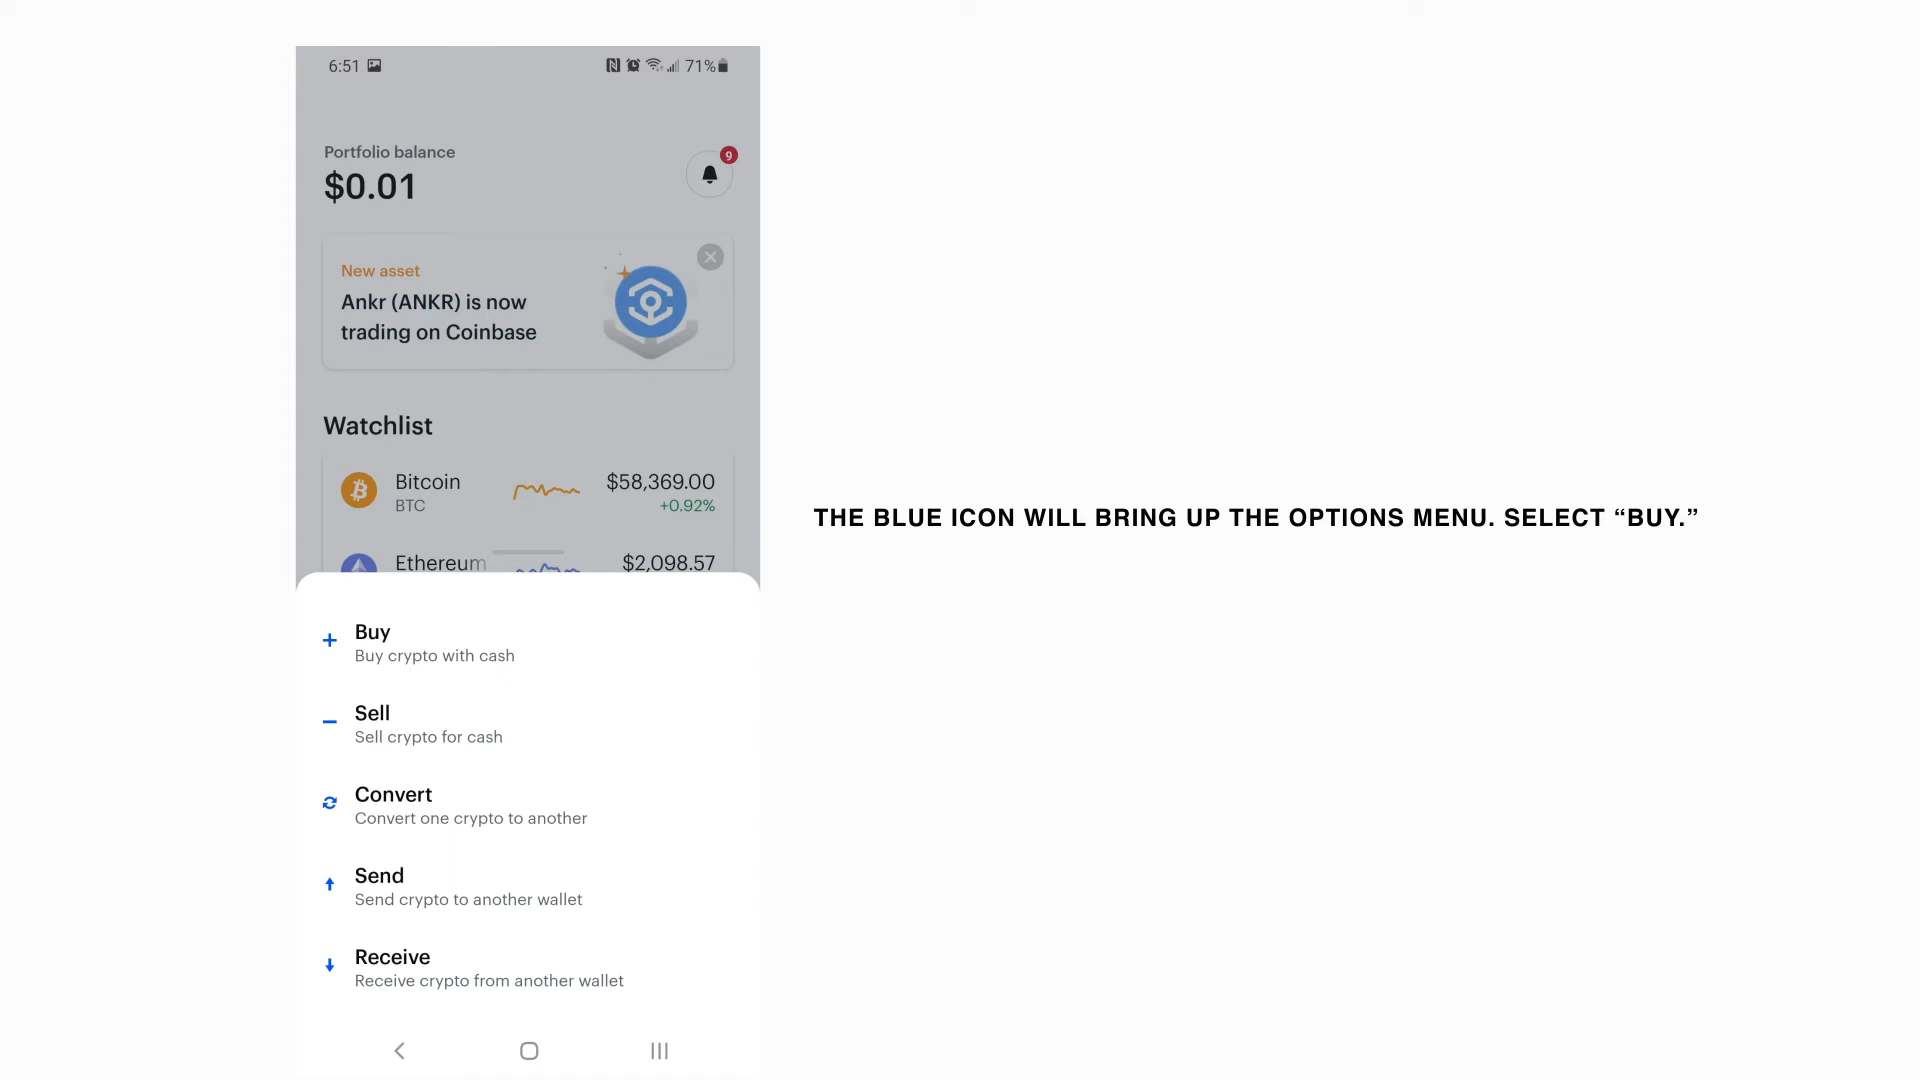 6:51
71%
Portfolio balance
$0.01
9
New asset
Ankr (ANKR) is now
trading on Coinbase
Watchlist
Bitcoin
$58,369.00
BTC
+0.92%
Ethereum
$2,098.57
Buy
Buy crypto with cash
Sell
Sell crypto for cash
Convert
Convert one crypto to another
Send
Send crypto to another wallet
Receive
Receive crypto from another wallet
THE BLUE ICON WILL BRING UP THE OPTIONS MENU. SELECT “BUY.”